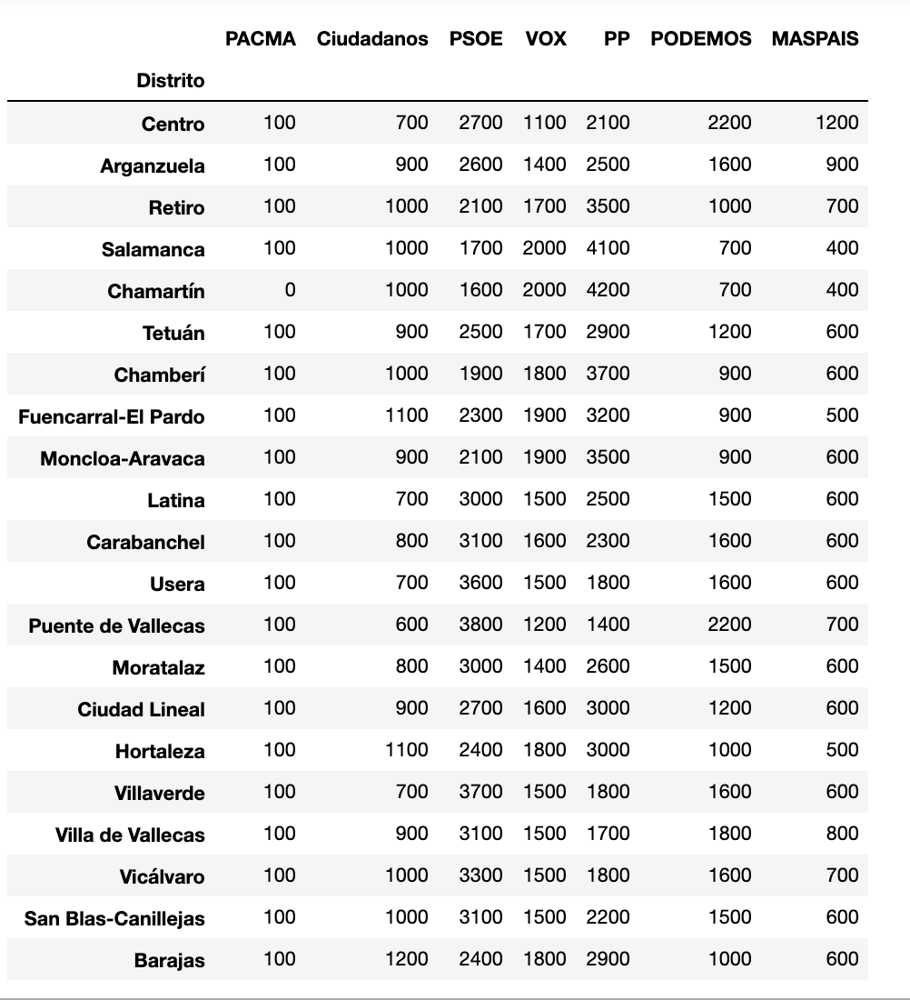 PACMA Ciudadanos PSOE VOX PP PODEMOS MASPAIS
Distrito
Centro 100 700 2700 1100 2100 2200 1200
Arganzuela 100 900 2600 1400 2500 1600 900
Retiro 100 1000 2100 1700 3500 1000 700
Salamanca 100 1000 1700 2000 4100 700 400
Chamartín 0 1000 1600 2000 4200 700 400
Tetuán 100 900 2500 1700 2900 1200 600
Chamberí 100 1000 1900 1800 3700 900 600
Fuencarral-El Pardo 100 1100 2300 1900 3200 900 500
Moncloa-Aravaca 100 900 2100 1900 3500 900 600
Latina 100 700 3000 1500 2500 1500 600
Carabanchel 100 800 3100 1600 2300 1600 600
Usera 100 700 3600 1500 1800 1600 600
Puente de Vallecas 100 600 3800 1200 1400 2200 700
Moratalaz 100 800 3000 1400 2600 1500 600
Ciudad Lineal 100 900 2700 1600 3000 1200 600
Hortaleza 100 1100 2400 1800 3000 1000 500
Villaverde 100 700 3700 1500 1800 1600 600
Villa de Vallecas 100 900 3100 1500 1700 1800 800
Vicálvaro 100 1000 3300 1500 1800 1600 700
San Blas-Canillejas 100 1000 3100 1500 2200 1500 600
Barajas 100 1200 2400 1800 2900 1000 600